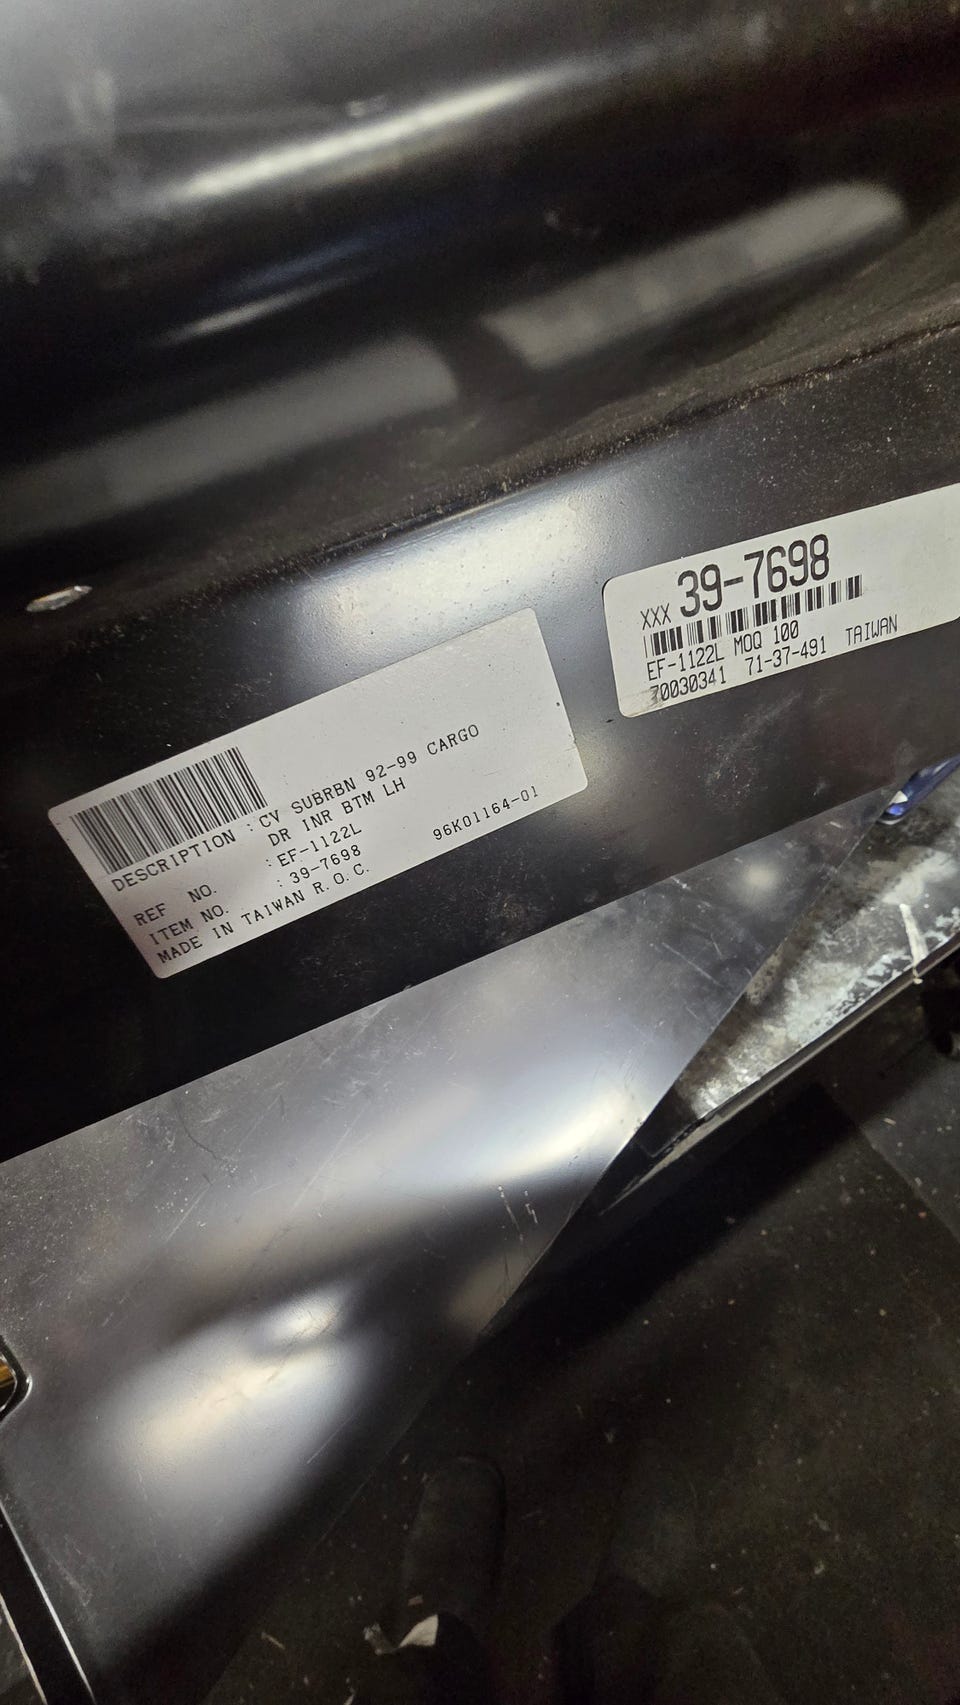 DESCRIPTION : CV SUBRBN 92-99 CARGO
DR INR BTM LH
REF NO. : EF-1122L
ITEM NO. : 39-7698
MADE IN TAIWAN R.O.C.
96K01164-01
XXX 39-7698
EF-1122L MOQ 100
70030341 71-37-491 TAIWAN